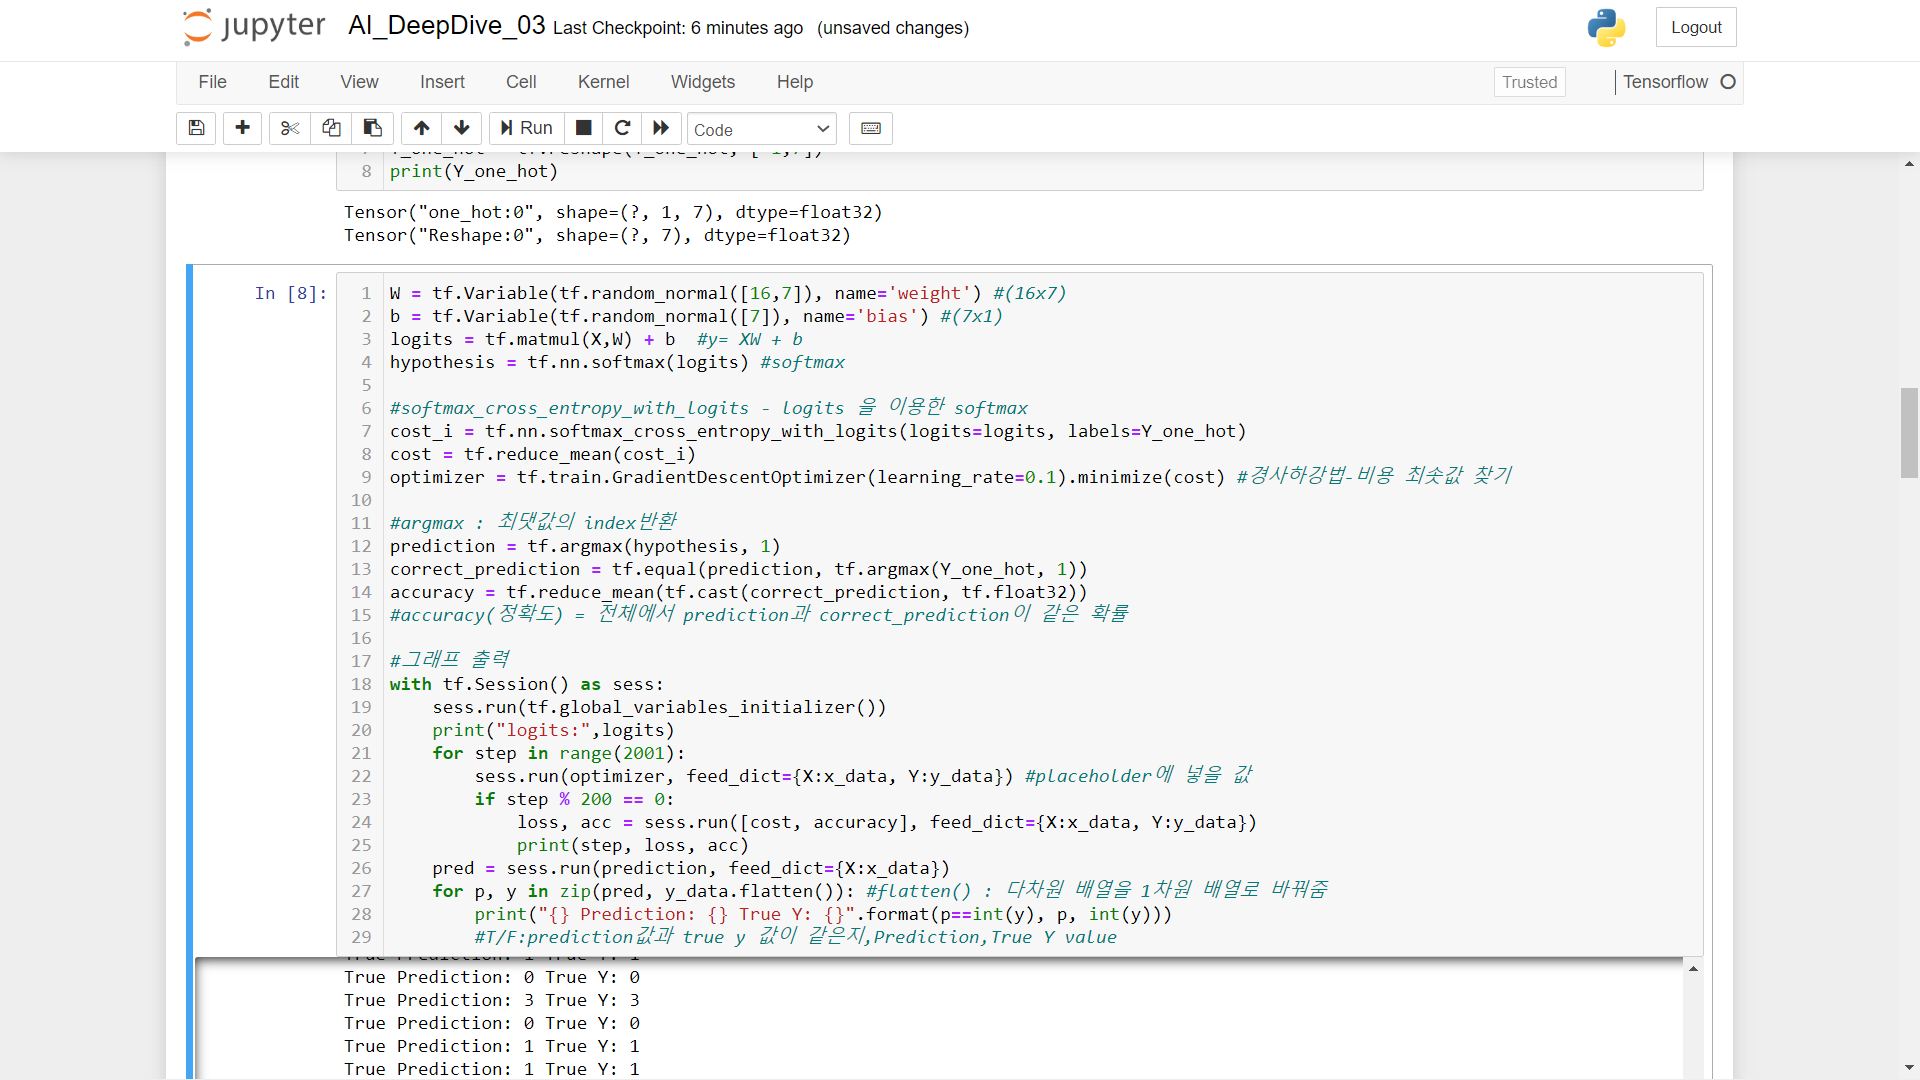 jupyter AI_DeepDive_03 Last Checkpoint: 6 minutes ago (unsaved changes) Logout
File Edit View Insert Cell Kernel Widgets Help Trusted Tensorflow
Run Code
8 print(Y_one_hot)
Tensor("one_hot:0", shape=(?, 1, 7), dtype=float32)
Tensor("Reshape:0", shape=(?, 7), dtype=float32)
In [8]:
1 W = tf.Variable(tf.random_normal([16,7]), name='weight') #(16x7)
2 b = tf.Variable(tf.random_normal([7]), name='bias') #(7x1)
3 logits = tf.matmul(X,W) + b  #y= XW + b
4 hypothesis = tf.nn.softmax(logits) #softmax
5
6 #softmax_cross_entropy_with_logits - logits 을 이용한 softmax
7 cost_i = tf.nn.softmax_cross_entropy_with_logits(logits=logits, labels=Y_one_hot)
8 cost = tf.reduce_mean(cost_i)
9 optimizer = tf.train.GradientDescentOptimizer(learning_rate=0.1).minimize(cost) #경사하강법-비용 최솟값 찾기
10
11 #argmax : 최댓값의 index반환
12 prediction = tf.argmax(hypothesis, 1)
13 correct_prediction = tf.equal(prediction, tf.argmax(Y_one_hot, 1))
14 accuracy = tf.reduce_mean(tf.cast(correct_prediction, tf.float32))
15 #accuracy(정확도) = 전체에서 prediction과 correct_prediction이 같은 확률
16
17 #그래프 출력
18 with tf.Session() as sess:
19     sess.run(tf.global_variables_initializer())
20     print("logits:",logits)
21     for step in range(2001):
22         sess.run(optimizer, feed_dict={X:x_data, Y:y_data}) #placeholder에 넣을 값
23         if step % 200 == 0:
24             loss, acc = sess.run([cost, accuracy], feed_dict={X:x_data, Y:y_data})
25             print(step, loss, acc)
26     pred = sess.run(prediction, feed_dict={X:x_data})
27     for p, y in zip(pred, y_data.flatten()): #flatten() : 다차원 배열을 1차원 배열로 바꿔줌
28         print("{} Prediction: {} True Y: {}".format(p==int(y), p, int(y)))
29         #T/F:prediction값과 true y 값이 같은지,Prediction,True Y value
True Prediction: 0 True Y: 0
True Prediction: 3 True Y: 3
True Prediction: 0 True Y: 0
True Prediction: 1 True Y: 1
True Prediction: 1 True Y: 1